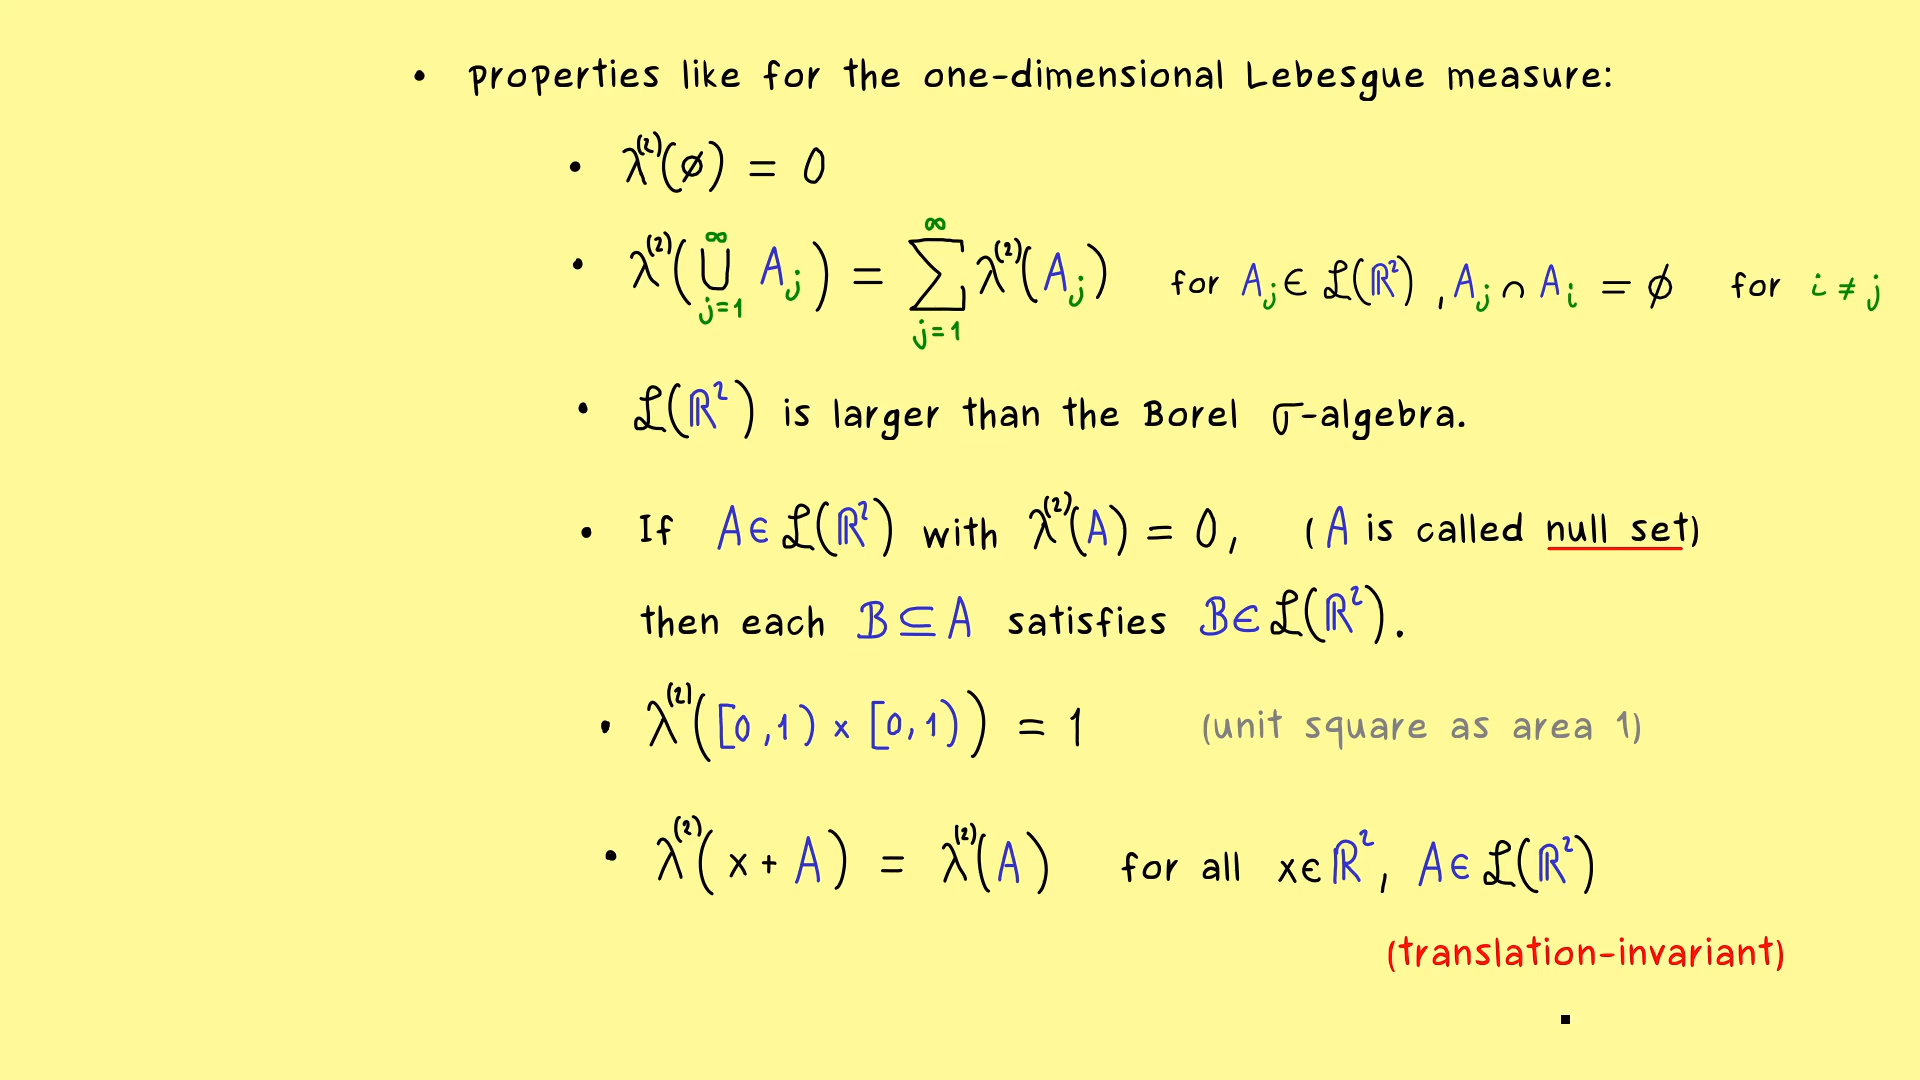 • properties like for the one-dimensional Lebesgue measure:
• λ⁽²⁾(∅) = 0
• λ⁽²⁾(⋃_{j=1}^{∞} A_j) = ∑_{j=1}^{∞} λ⁽²⁾(A_j) for A_j ∈ ℒ(ℝ²), A_j ∩ A_i = ∅ for i ≠ j
• ℒ(ℝ²) is larger than the Borel σ-algebra.
• If A ∈ ℒ(ℝ²) with λ⁽²⁾(A) = 0, (A is called null set)
then each B ⊆ A satisfies B ∈ ℒ(ℝ²).
• λ⁽²⁾([0,1) × [0,1)) = 1 (unit square as area 1)
• λ⁽²⁾(x + A) = λ⁽²⁾(A) for all x ∈ ℝ², A ∈ ℒ(ℝ²)
(translation-invariant)